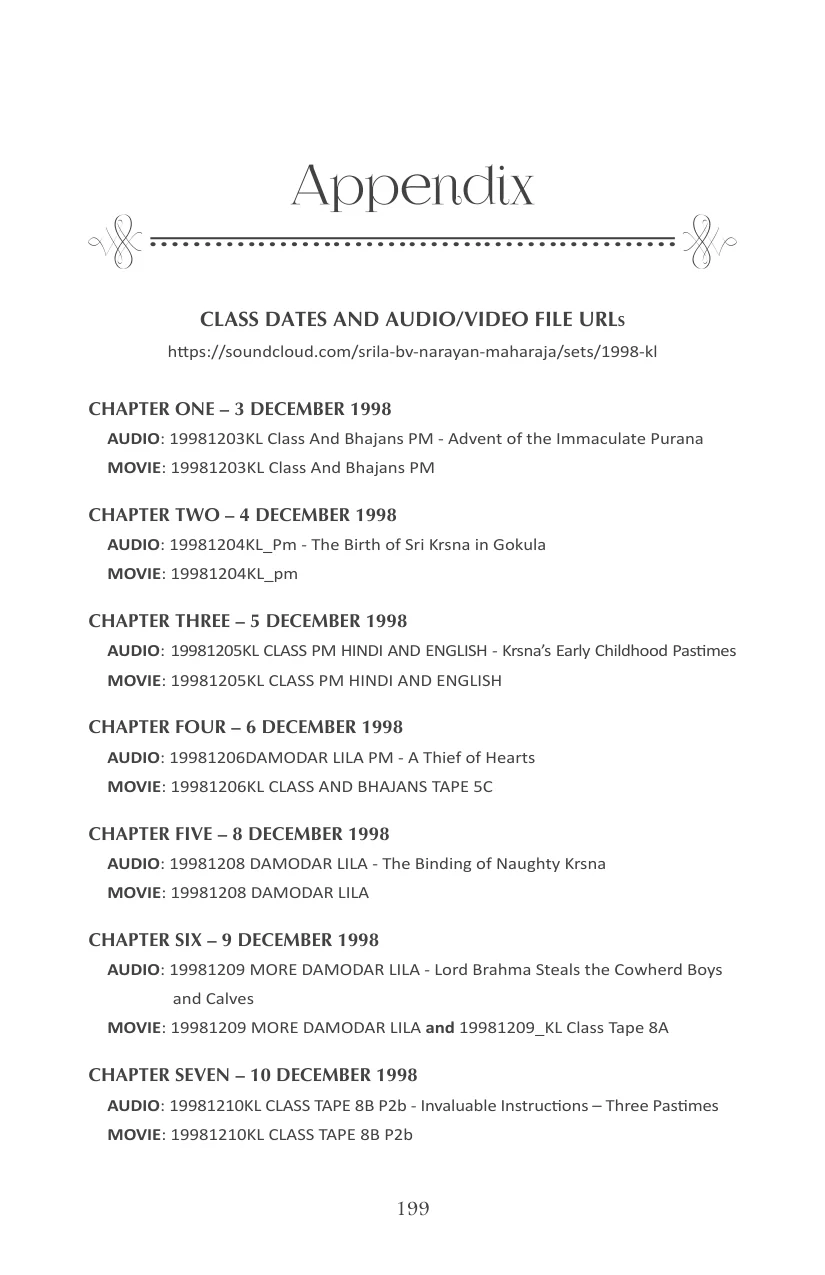 Appendix
CLASS DATES AND AUDIO/VIDEO FILE URLs
https://soundcloud.com/srila-bv-narayan-maharaja/sets/1998-kl
CHAPTER ONE – 3 DECEMBER 1998
AUDIO: 19981203KL Class And Bhajans PM - Advent of the Immaculate Purana
MOVIE: 19981203KL Class And Bhajans PM
CHAPTER TWO – 4 DECEMBER 1998
AUDIO: 19981204KL_Pm - The Birth of Sri Krsna in Gokula
MOVIE: 19981204KL_pm
CHAPTER THREE – 5 DECEMBER 1998
AUDIO: 19981205KL CLASS PM HINDI AND ENGLISH - Krsna’s Early Childhood Pastimes
MOVIE: 19981205KL CLASS PM HINDI AND ENGLISH
CHAPTER FOUR – 6 DECEMBER 1998
AUDIO: 19981206DAMODAR LILA PM - A Thief of Hearts
MOVIE: 19981206KL CLASS AND BHAJANS TAPE 5C
CHAPTER FIVE – 8 DECEMBER 1998
AUDIO: 19981208 DAMODAR LILA - The Binding of Naughty Krsna
MOVIE: 19981208 DAMODAR LILA
CHAPTER SIX – 9 DECEMBER 1998
AUDIO: 19981209 MORE DAMODAR LILA - Lord Brahma Steals the Cowherd Boys
and Calves
MOVIE: 19981209 MORE DAMODAR LILA and 19981209_KL Class Tape 8A
CHAPTER SEVEN – 10 DECEMBER 1998
AUDIO: 19981210KL CLASS TAPE 8B P2b - Invaluable Instructions – Three Pastimes
MOVIE: 19981210KL CLASS TAPE 8B P2b
199